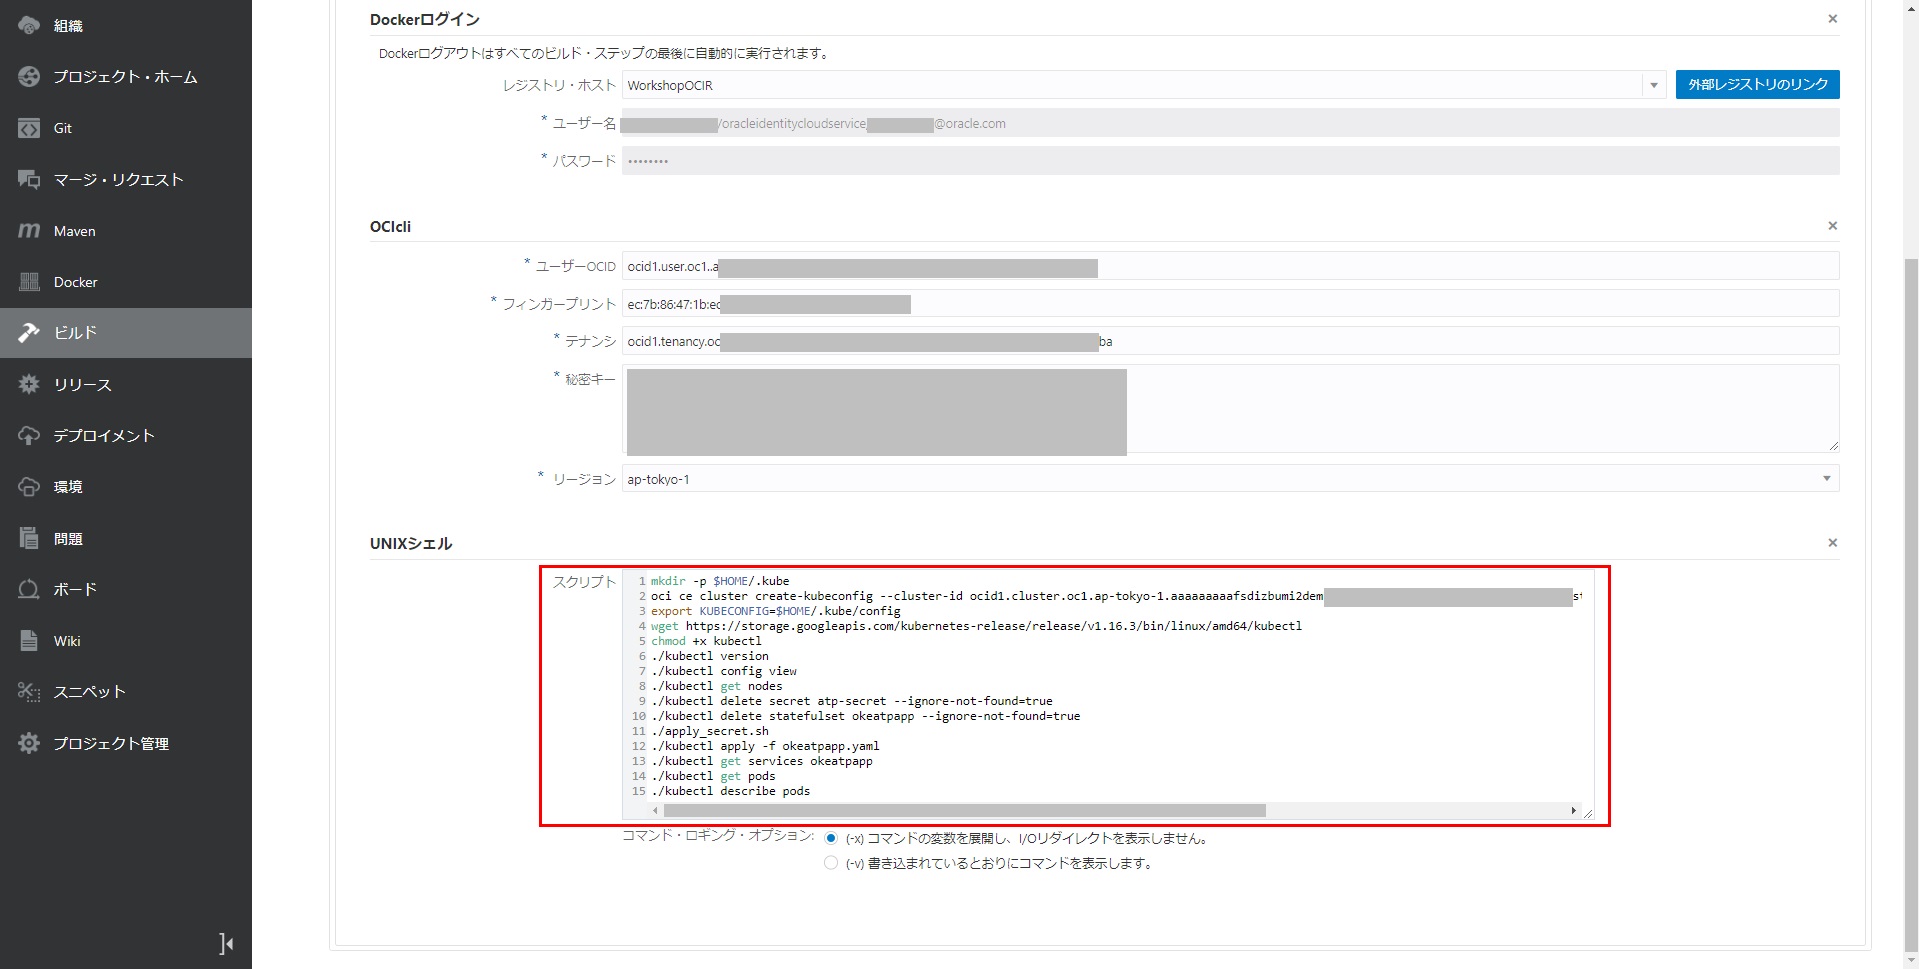 組織
プロジェクト・ホーム
Git
マージ・リクエスト
Maven
Docker
ビルド
リリース
デプロイメント
環境
問題
ボード
Wiki
スニペット
プロジェクト管理
Dockerログイン
Dockerログアウトはすべてのビルド・ステップの最後に自動的に実行されます。
レジストリ・ホスト WorkshopOCIR 外部レジストリのリンク
* ユーザー名 /oracleidentitycloudservice @oracle.com
* パスワード ••••••••
OCIcli
* ユーザーOCID ocid1.user.oc1..a
* フィンガープリント ec:7b:86:47:1b:ec
* テナンシ ocid1.tenancy.oc ba
* 秘密キー
* リージョン ap-tokyo-1
UNIXシェル
スクリプト
1 mkdir -p $HOME/.kube
2 oci ce cluster create-kubeconfig --cluster-id ocid1.cluster.oc1.ap-tokyo-1.aaaaaaaaafsdizbumi2dem st
3 export KUBECONFIG=$HOME/.kube/config
4 wget https://storage.googleapis.com/kubernetes-release/release/v1.16.3/bin/linux/amd64/kubectl
5 chmod +x kubectl
6 ./kubectl version
7 ./kubectl config view
8 ./kubectl get nodes
9 ./kubectl delete secret atp-secret --ignore-not-found=true
10 ./kubectl delete statefulset okeatpapp --ignore-not-found=true
11 ./apply_secret.sh
12 ./kubectl apply -f okeatpapp.yaml
13 ./kubectl get services okeatpapp
14 ./kubectl get pods
15 ./kubectl describe pods
コマンド・ロギング・オプション: (-x) コマンドの変数を展開し、I/Oリダイレクトを表示しません。
(-v) 書き込まれているとおりにコマンドを表示します。